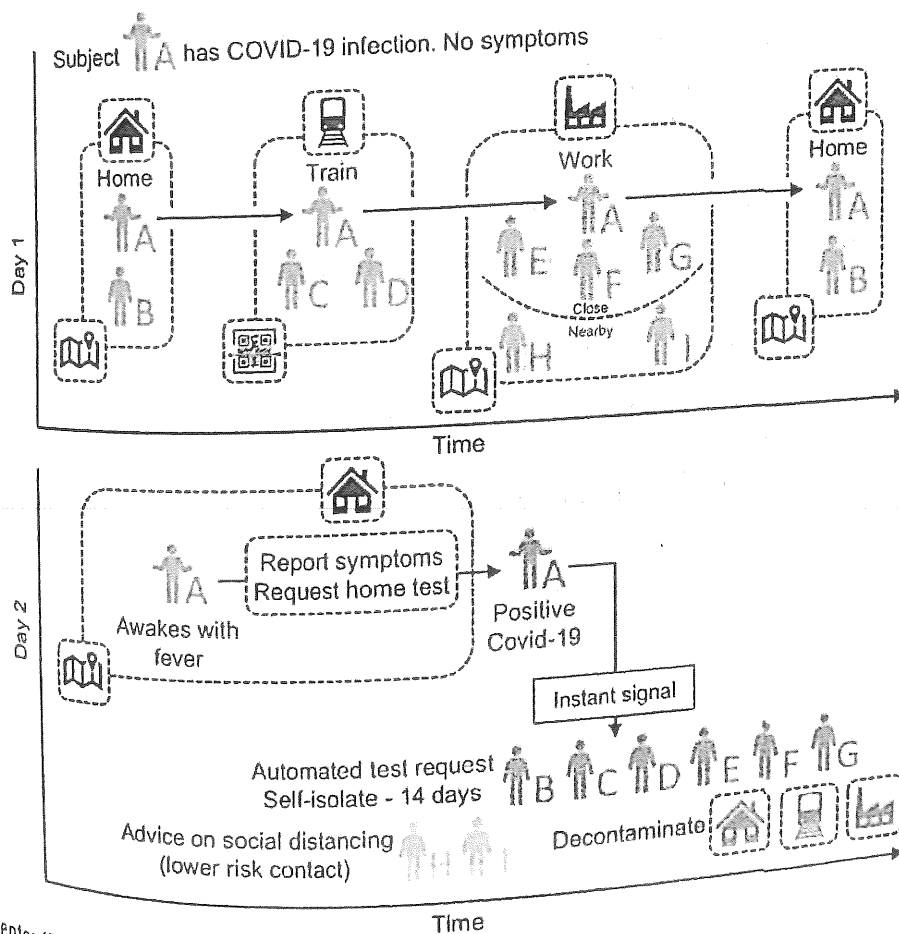 Subject A has COVID-19 infection. No symptoms
Day 1
Home
Train
Work
Home
A
A
A
A
B
C
D
E
F
G
B
Close
Nearby
H
I
Time
Day 2
A
Report symptoms
Request home test
A
Awakes with
fever
Positive
Covid-19
Instant signal
Automated test request
Self-isolate - 14 days
B
C
D
E
F
G
Advice on social distancing
(lower risk contact)
H
I
Decontaminate
Time